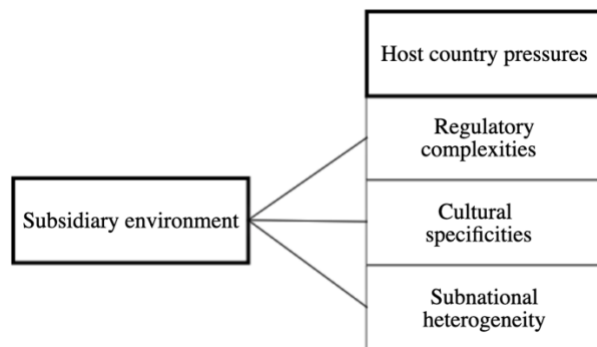 Host country pressures
Regulatory
complexities
Subsidiary environment
Cultural
specificities
Subnational
heterogeneity